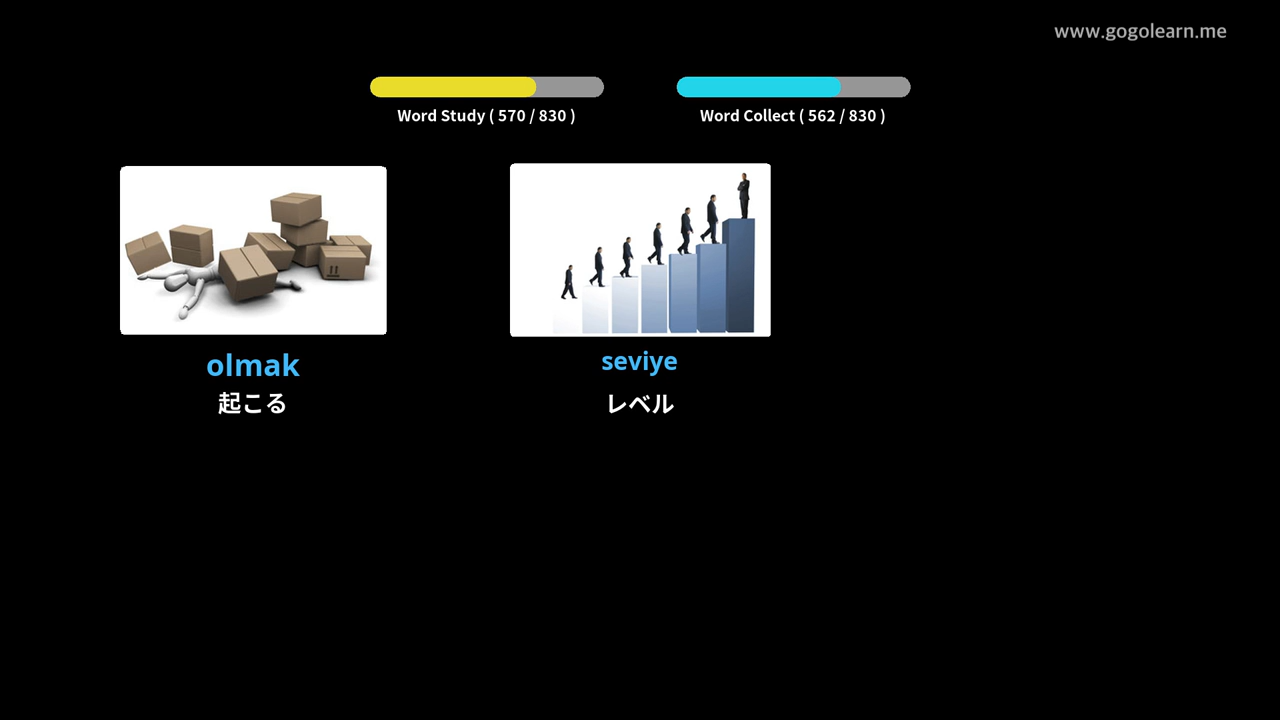 www.gogolearn.me
Word Study ( 570 / 830 )
Word Collect ( 562 / 830 )
olmak
起こる
seviye
レベル